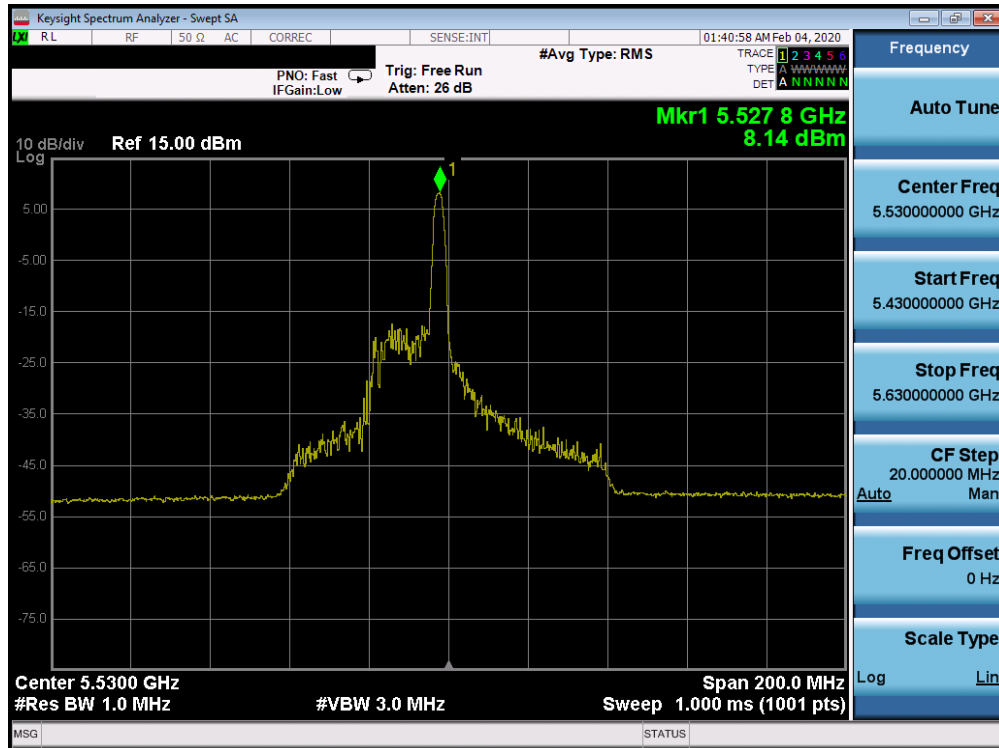 Keysight Spectrum Analyzer - Swept SA
LXI RL RF 50 Ω AC CORREC SENSE:INT 01:40:58 AM Feb 04, 2020
#Avg Type: RMS
TRACE 1 2 3 4 5 6
TYPE A WWWWW
DET A N N N N N
PNO: Fast
IFGain:Low
Trig: Free Run
Atten: 26 dB
Mkr1 5.527 8 GHz
8.14 dBm
10 dB/div
Log
Ref 15.00 dBm
1
5.00
-5.00
-15.0
-25.0
-35.0
-45.0
-55.0
-65.0
-75.0
Center 5.5300 GHz
Span 200.0 MHz
#Res BW 1.0 MHz
#VBW 3.0 MHz
Sweep 1.000 ms (1001 pts)
MSG
STATUS
Frequency
Auto Tune
Center Freq
5.530000000 GHz
Start Freq
5.430000000 GHz
Stop Freq
5.630000000 GHz
CF Step
20.000000 MHz
Auto Man
Freq Offset
0 Hz
Scale Type
Log Lin